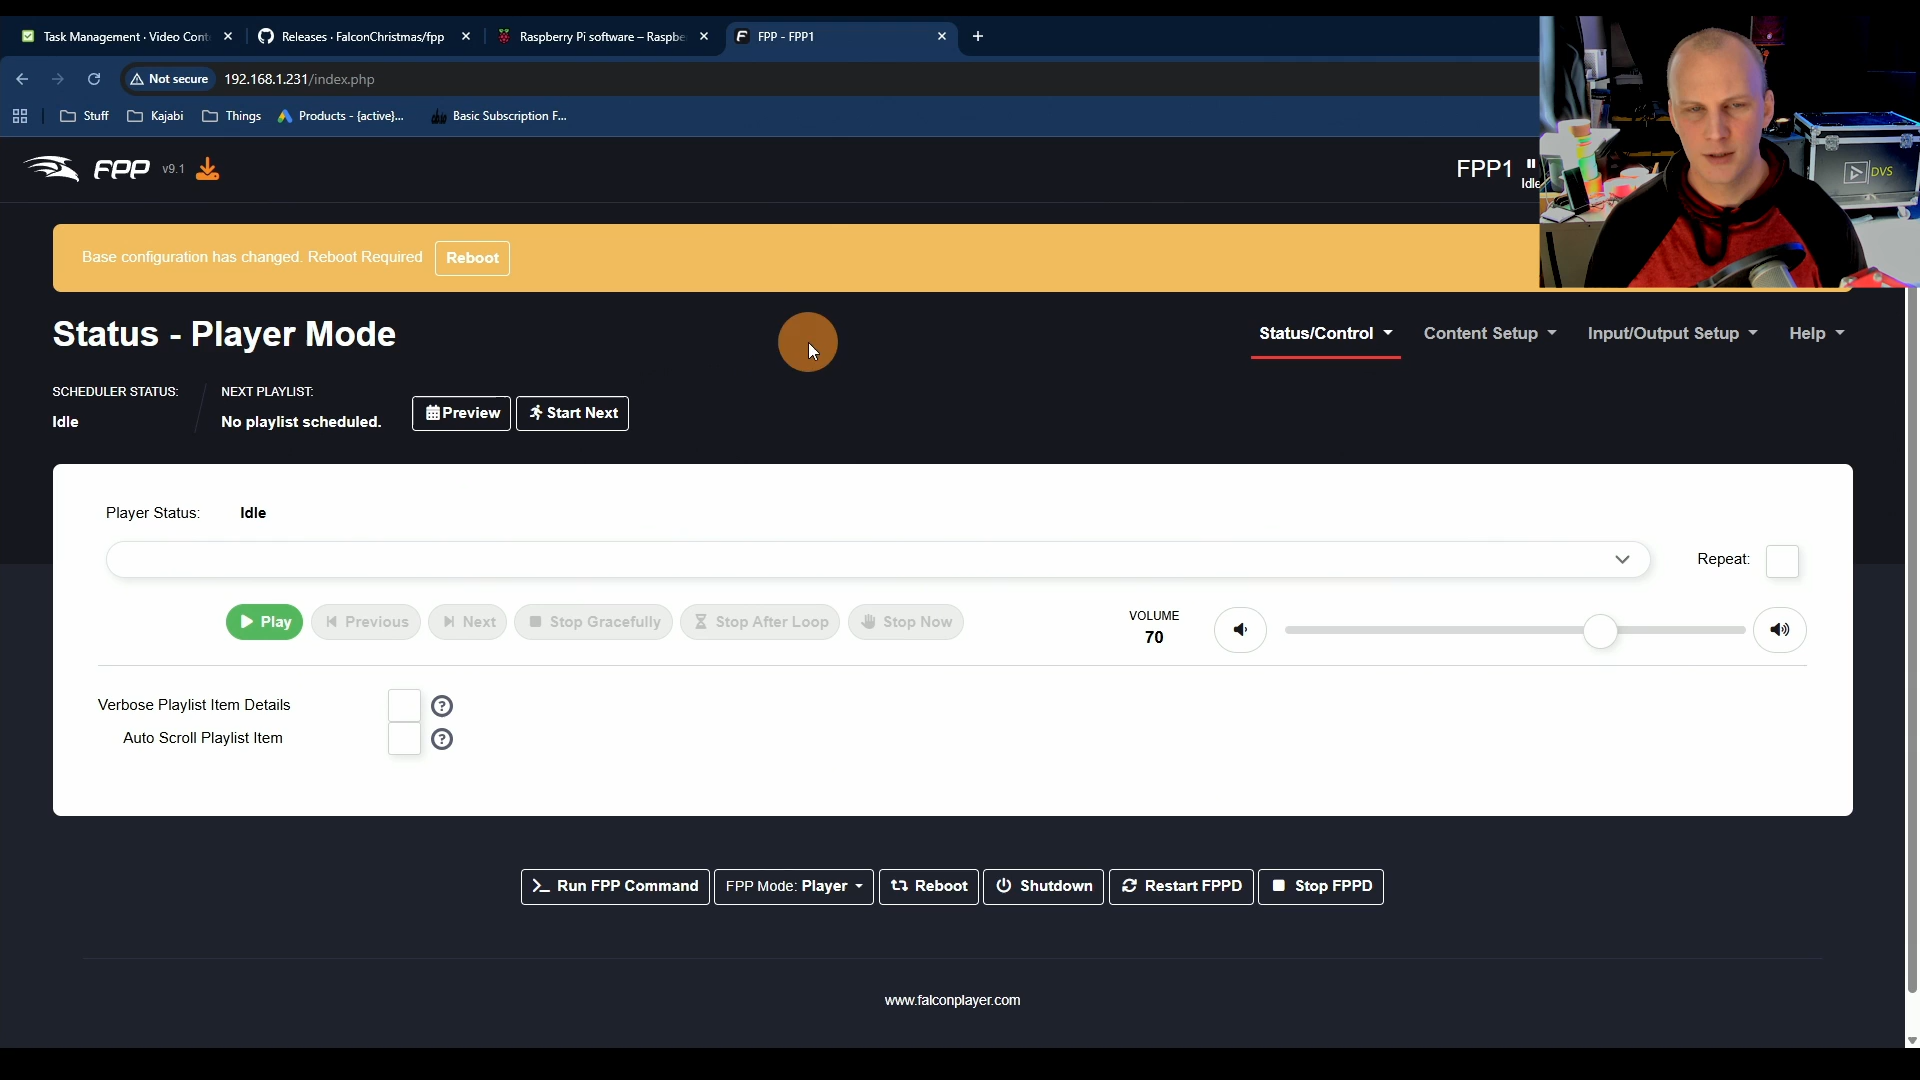 Task Management · Video Cont
Releases · FalconChristmas/fpp
Raspberry Pi software – Raspbe
FPP - FPP1
Not secure
192.168.1.231/index.php
Stuff
Kajabi
Things
Products - {active}...
Basic Subscription F...
FPP
v9.1
FPP1
Idle
DVS
Base configuration has changed. Reboot Required
Reboot
Status - Player Mode
Status/Control
Content Setup
Input/Output Setup
Help
SCHEDULER STATUS:
Idle
NEXT PLAYLIST:
No playlist scheduled.
Preview
Start Next
Player Status:
Idle
Repeat:
Play
Previous
Next
Stop Gracefully
Stop After Loop
Stop Now
VOLUME
70
Verbose Playlist Item Details
Auto Scroll Playlist Item
Run FPP Command
FPP Mode: Player
Reboot
Shutdown
Restart FPPD
Stop FPPD
www.falconplayer.com